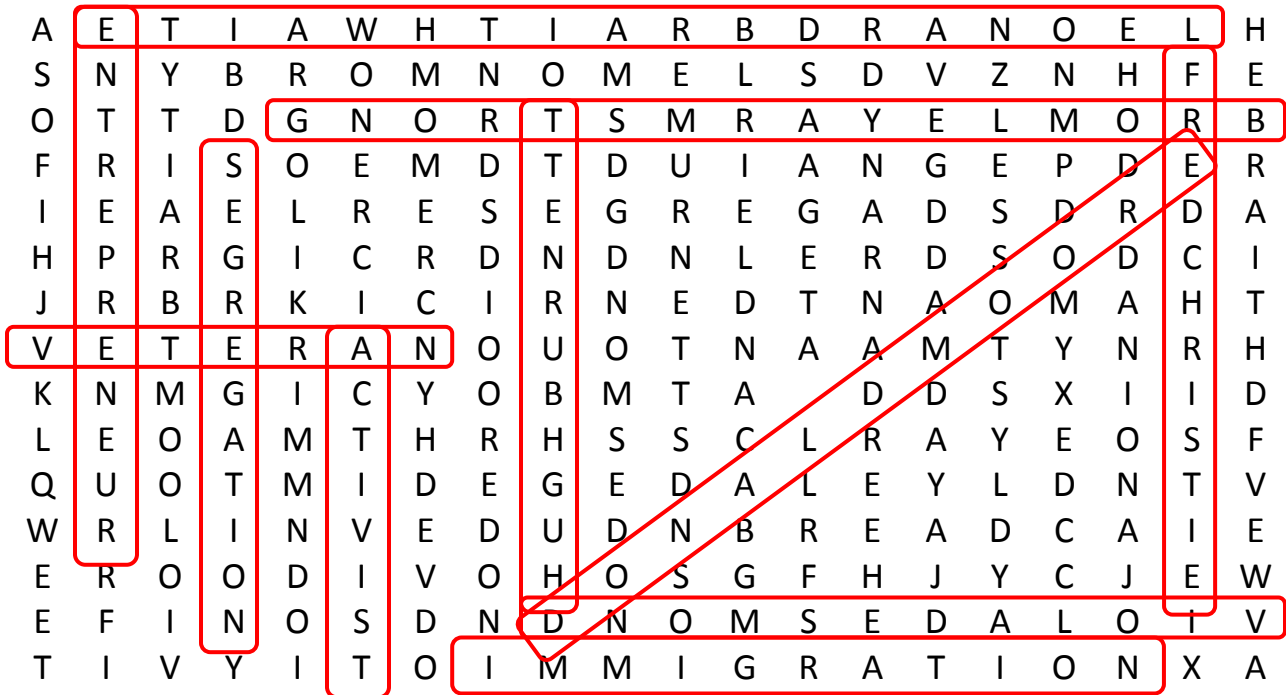 A E T I A W H T I A R B D R A N O E L H
S N Y B R O M N O M E L S D V Z N H F E
O T T D G N O R T S M R A Y E L M O R B
F R I S O E M D T D U I A N G E P D E R
I E A E L R E S E G R E G A D S D R D A
H P R G I C R D N D N L E R D S O D C I
J R B R K I C I R N E D T N A O M A H T
V E T E R A N O U O T N A A M T Y N R H
K N M G I C Y O B M T A D D S X I I D
L E O A M T H R H S S C L R A Y E O S F
Q U O T M I D E G E D A L E Y L D N T V
W R L I N V E D U D N B R E A D C A I E
E R O O D I V O H O S G F H J Y C J E W
E F I N O S D N D N O M S E D A L O I V
T I V Y I T O I M M I G R A T I O N X A